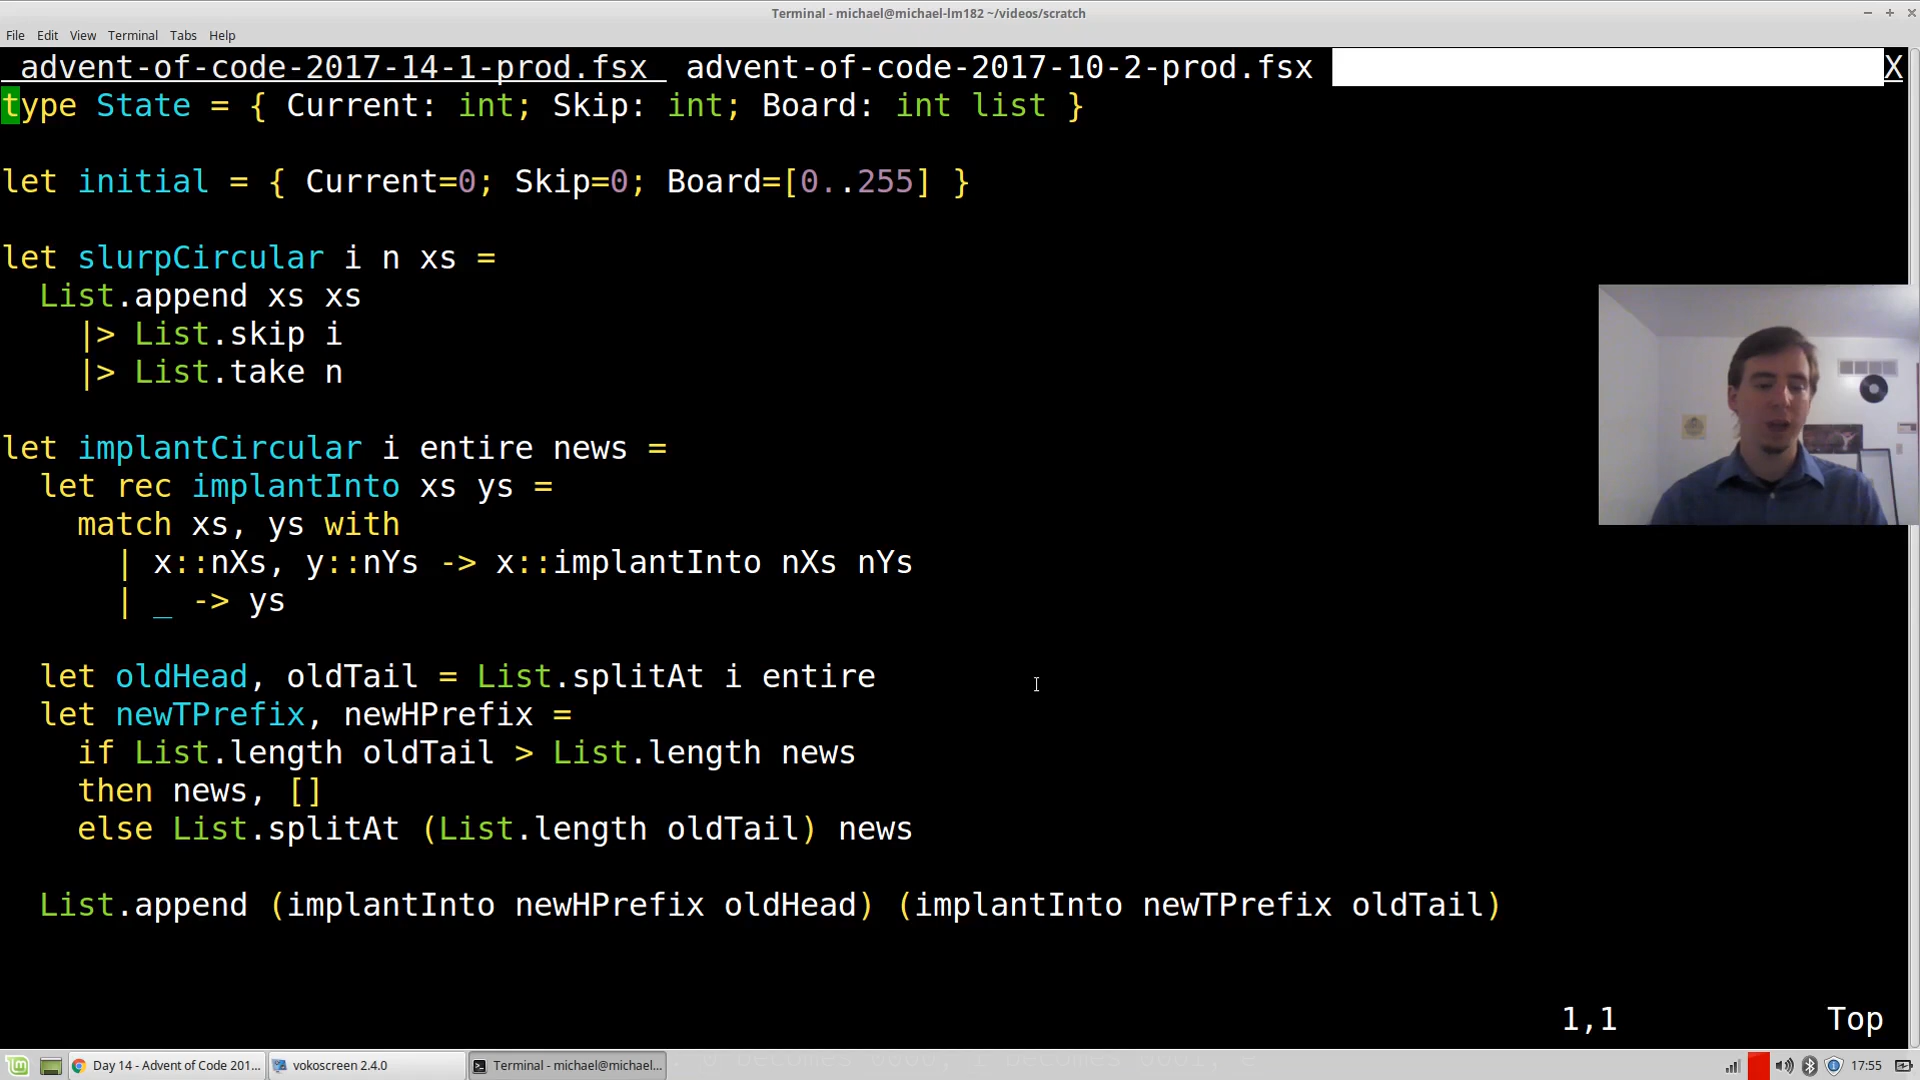 Terminal - michael@michael-lm182 ~/videos/scratch
File Edit View Terminal Tabs Help
advent-of-code-2017-14-1-prod.fsx advent-of-code-2017-10-2-prod.fsx X
type State = { Current: int; Skip: int; Board: int list }
let initial = { Current=0; Skip=0; Board=[0..255] }
let slurpCircular i n xs =
List.append xs xs
|> List.skip i
|> List.take n
let implantCircular i entire news =
let rec implantInto xs ys =
match xs, ys with
| x::nXs, y::nYs -> x::implantInto nXs nYs
| _ -> ys
let oldHead, oldTail = List.splitAt i entire
let newTPrefix, newHPrefix =
if List.length oldTail > List.length news
then news, []
else List.splitAt (List.length oldTail) news
List.append (implantInto newHPrefix oldHead) (implantInto newTPrefix oldTail)
1,1 Top
Day 14 - Advent of Code 201... vokoscreen 2.4.0 Terminal - michael@michael... 17:55